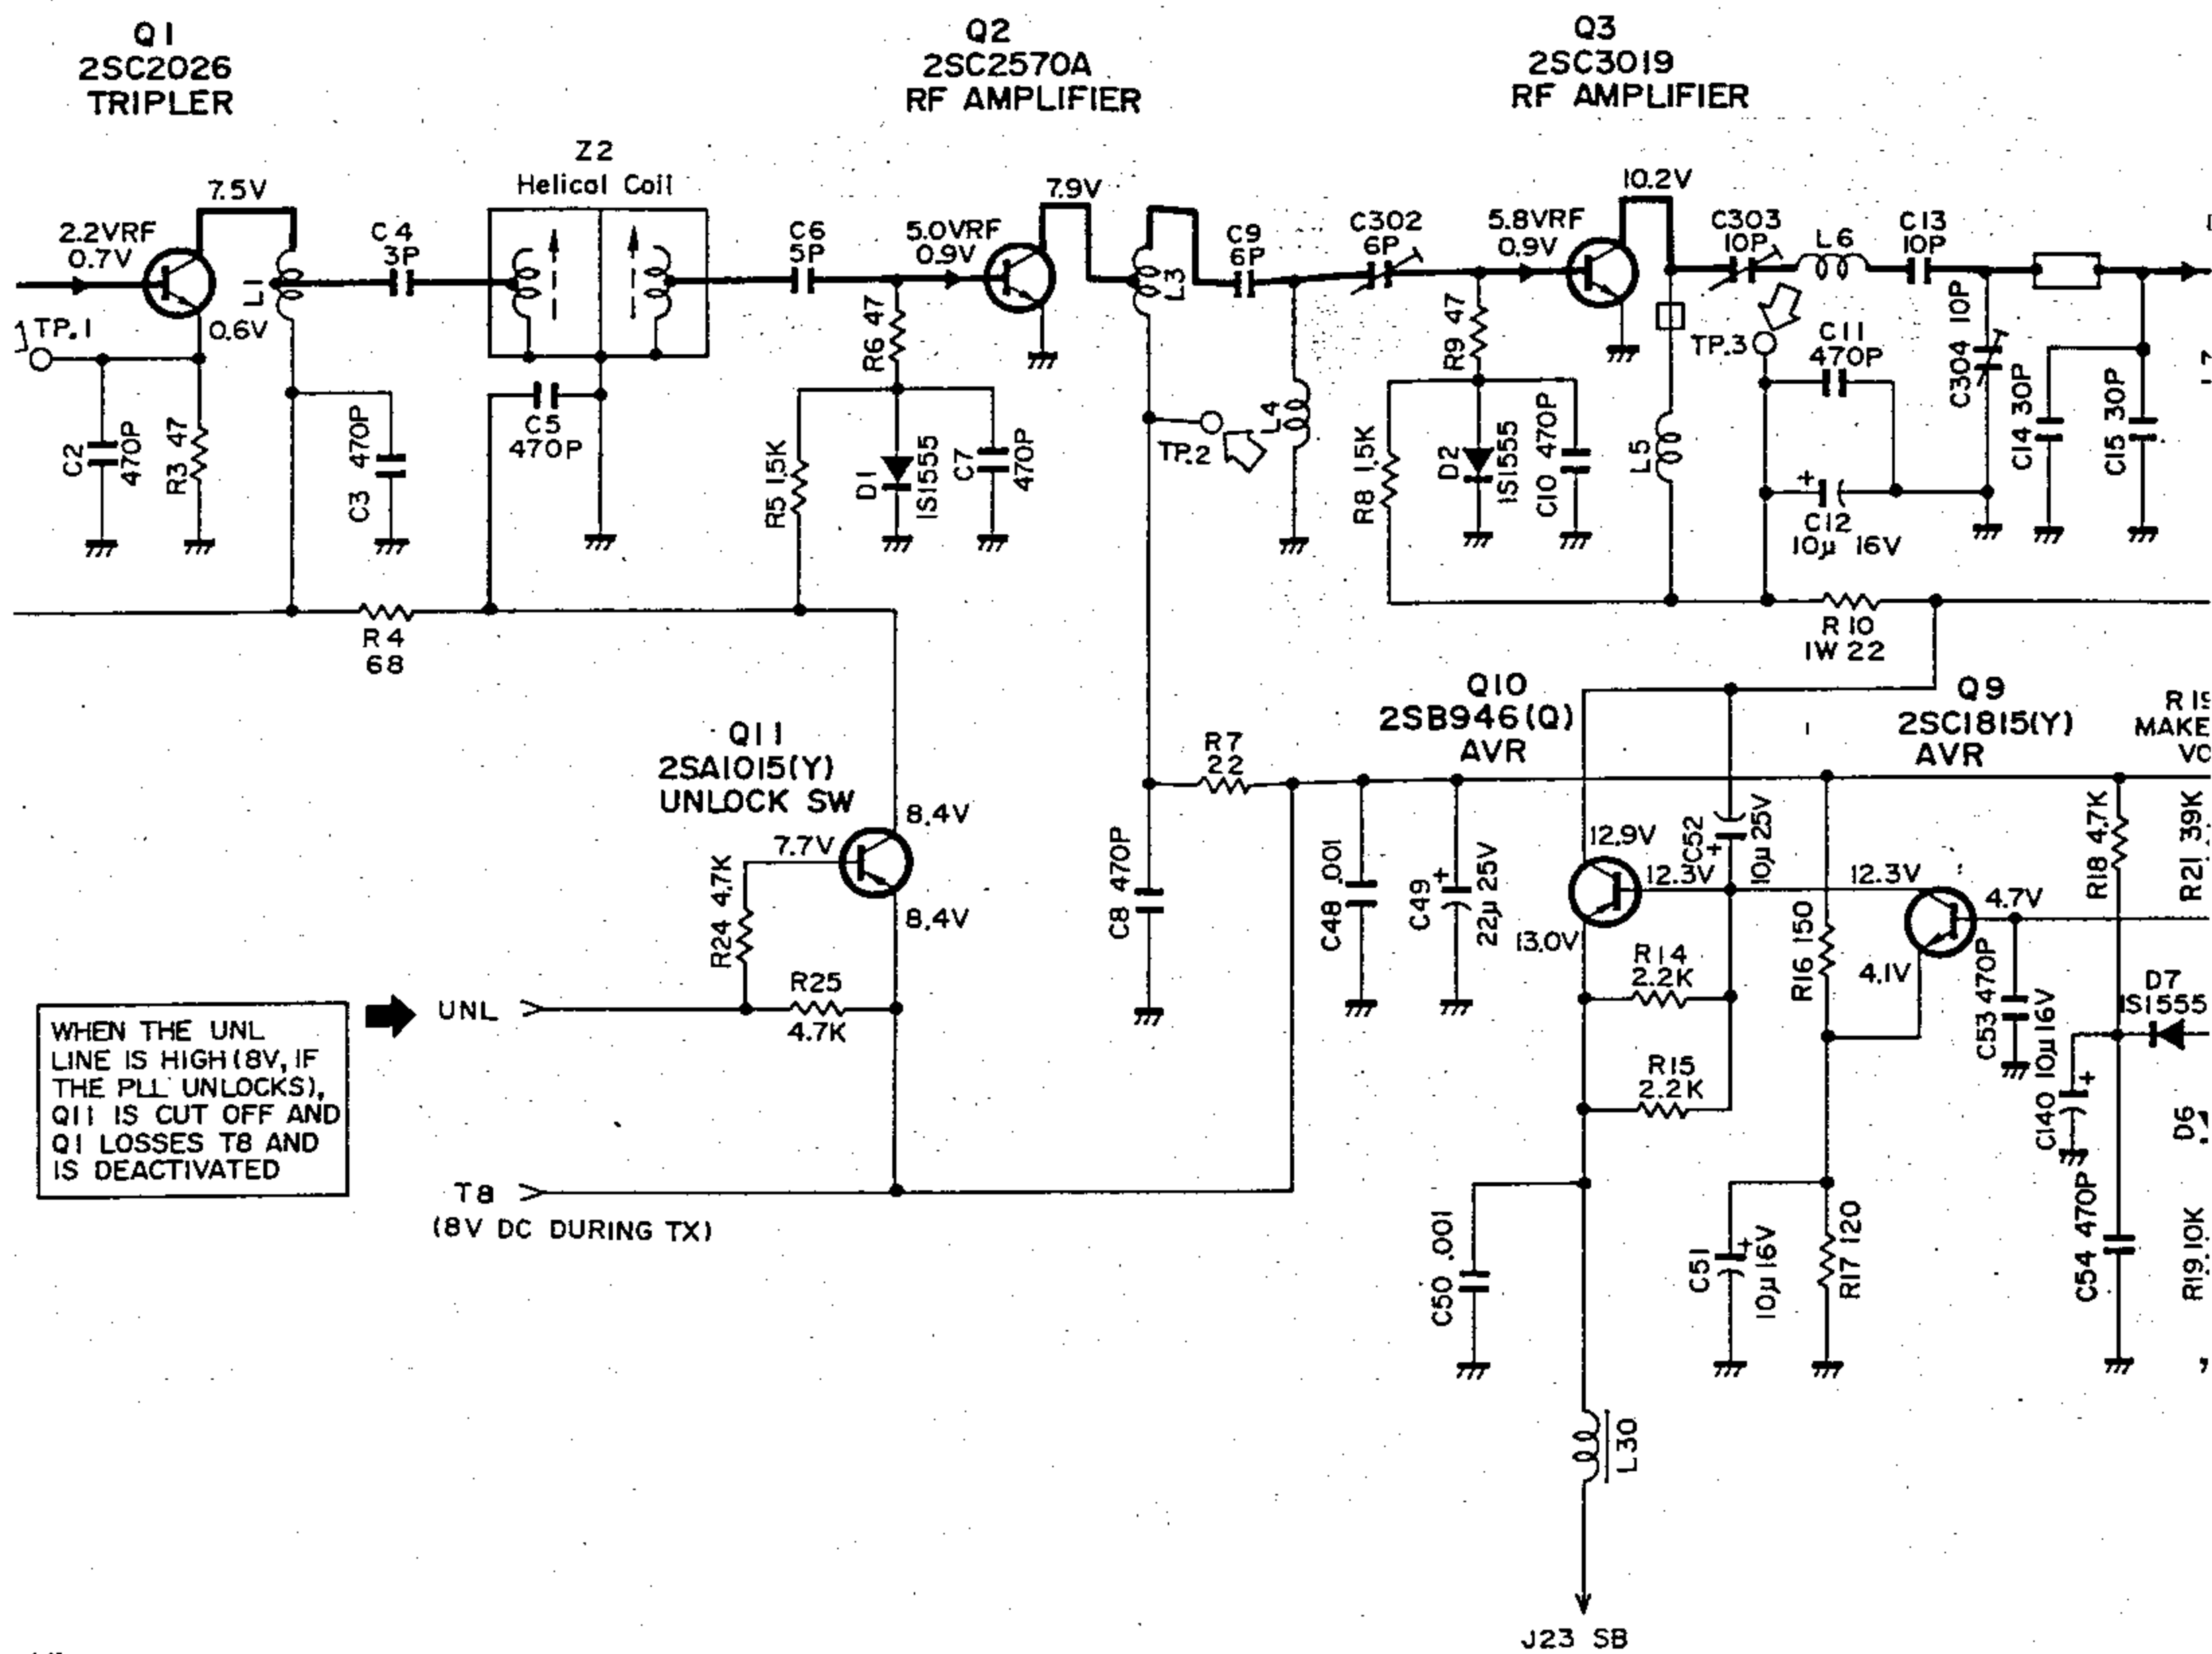 Q1
2SC2026
TRIPLER
Q2
2SC2570A
RF AMPLIFIER
Q3
2SC3019
RF AMPLIFIER
Z2
Helical Coil
7.5V
2.2VRF
0.7V
0.6V
TP.1
L1
C4
3P
C6
5P
5.0VRF
0.9V
7.9V
L3
C9
6P
C302
6P
5.8VRF
0.9V
10.2V
C303
10P
L6
C13
10P
C2
470P
R3 47
C3 470P
C5
470P
R6 47
R5 1.5K
D1
1S1555
C7
470P
TP.2
L4
R9 47
R8 1.5K
D2
1S1555
C10 470P
L5
TP.3
C11
470P
C12
10µ 16V
C304 10P
C14 30P
C15 30P
R4
68
R10
1W 22
Q11
2SA1015(Y)
UNLOCK SW
8.4V
7.7V
8.4V
R24 4.7K
R25
4.7K
UNL
WHEN THE UNL
LINE IS HIGH(8V, IF
THE PLL UNLOCKS),
Q11 IS CUT OFF AND
Q1 LOSSES T8 AND
IS DEACTIVATED
T8
(8V DC DURING TX)
R7
22
C8 470P
C48 .001
C49
22µ 25V
Q10
2SB946(Q)
AVR
Q9
2SC1815(Y)
AVR
MAKE
12.9V
12.3V
13.0V
C52
10µ 25V
R14
2.2K
R15
2.2K
R16 150
12.3V
4.7V
4.1V
C53 470P
R18 4.7K
R21 39K
D7
1S1555
C140 10µ 16V
D6
C54 470P
R19 10K
C50 .001
C51
10µ 16V
R17 120
L30
J23 SB